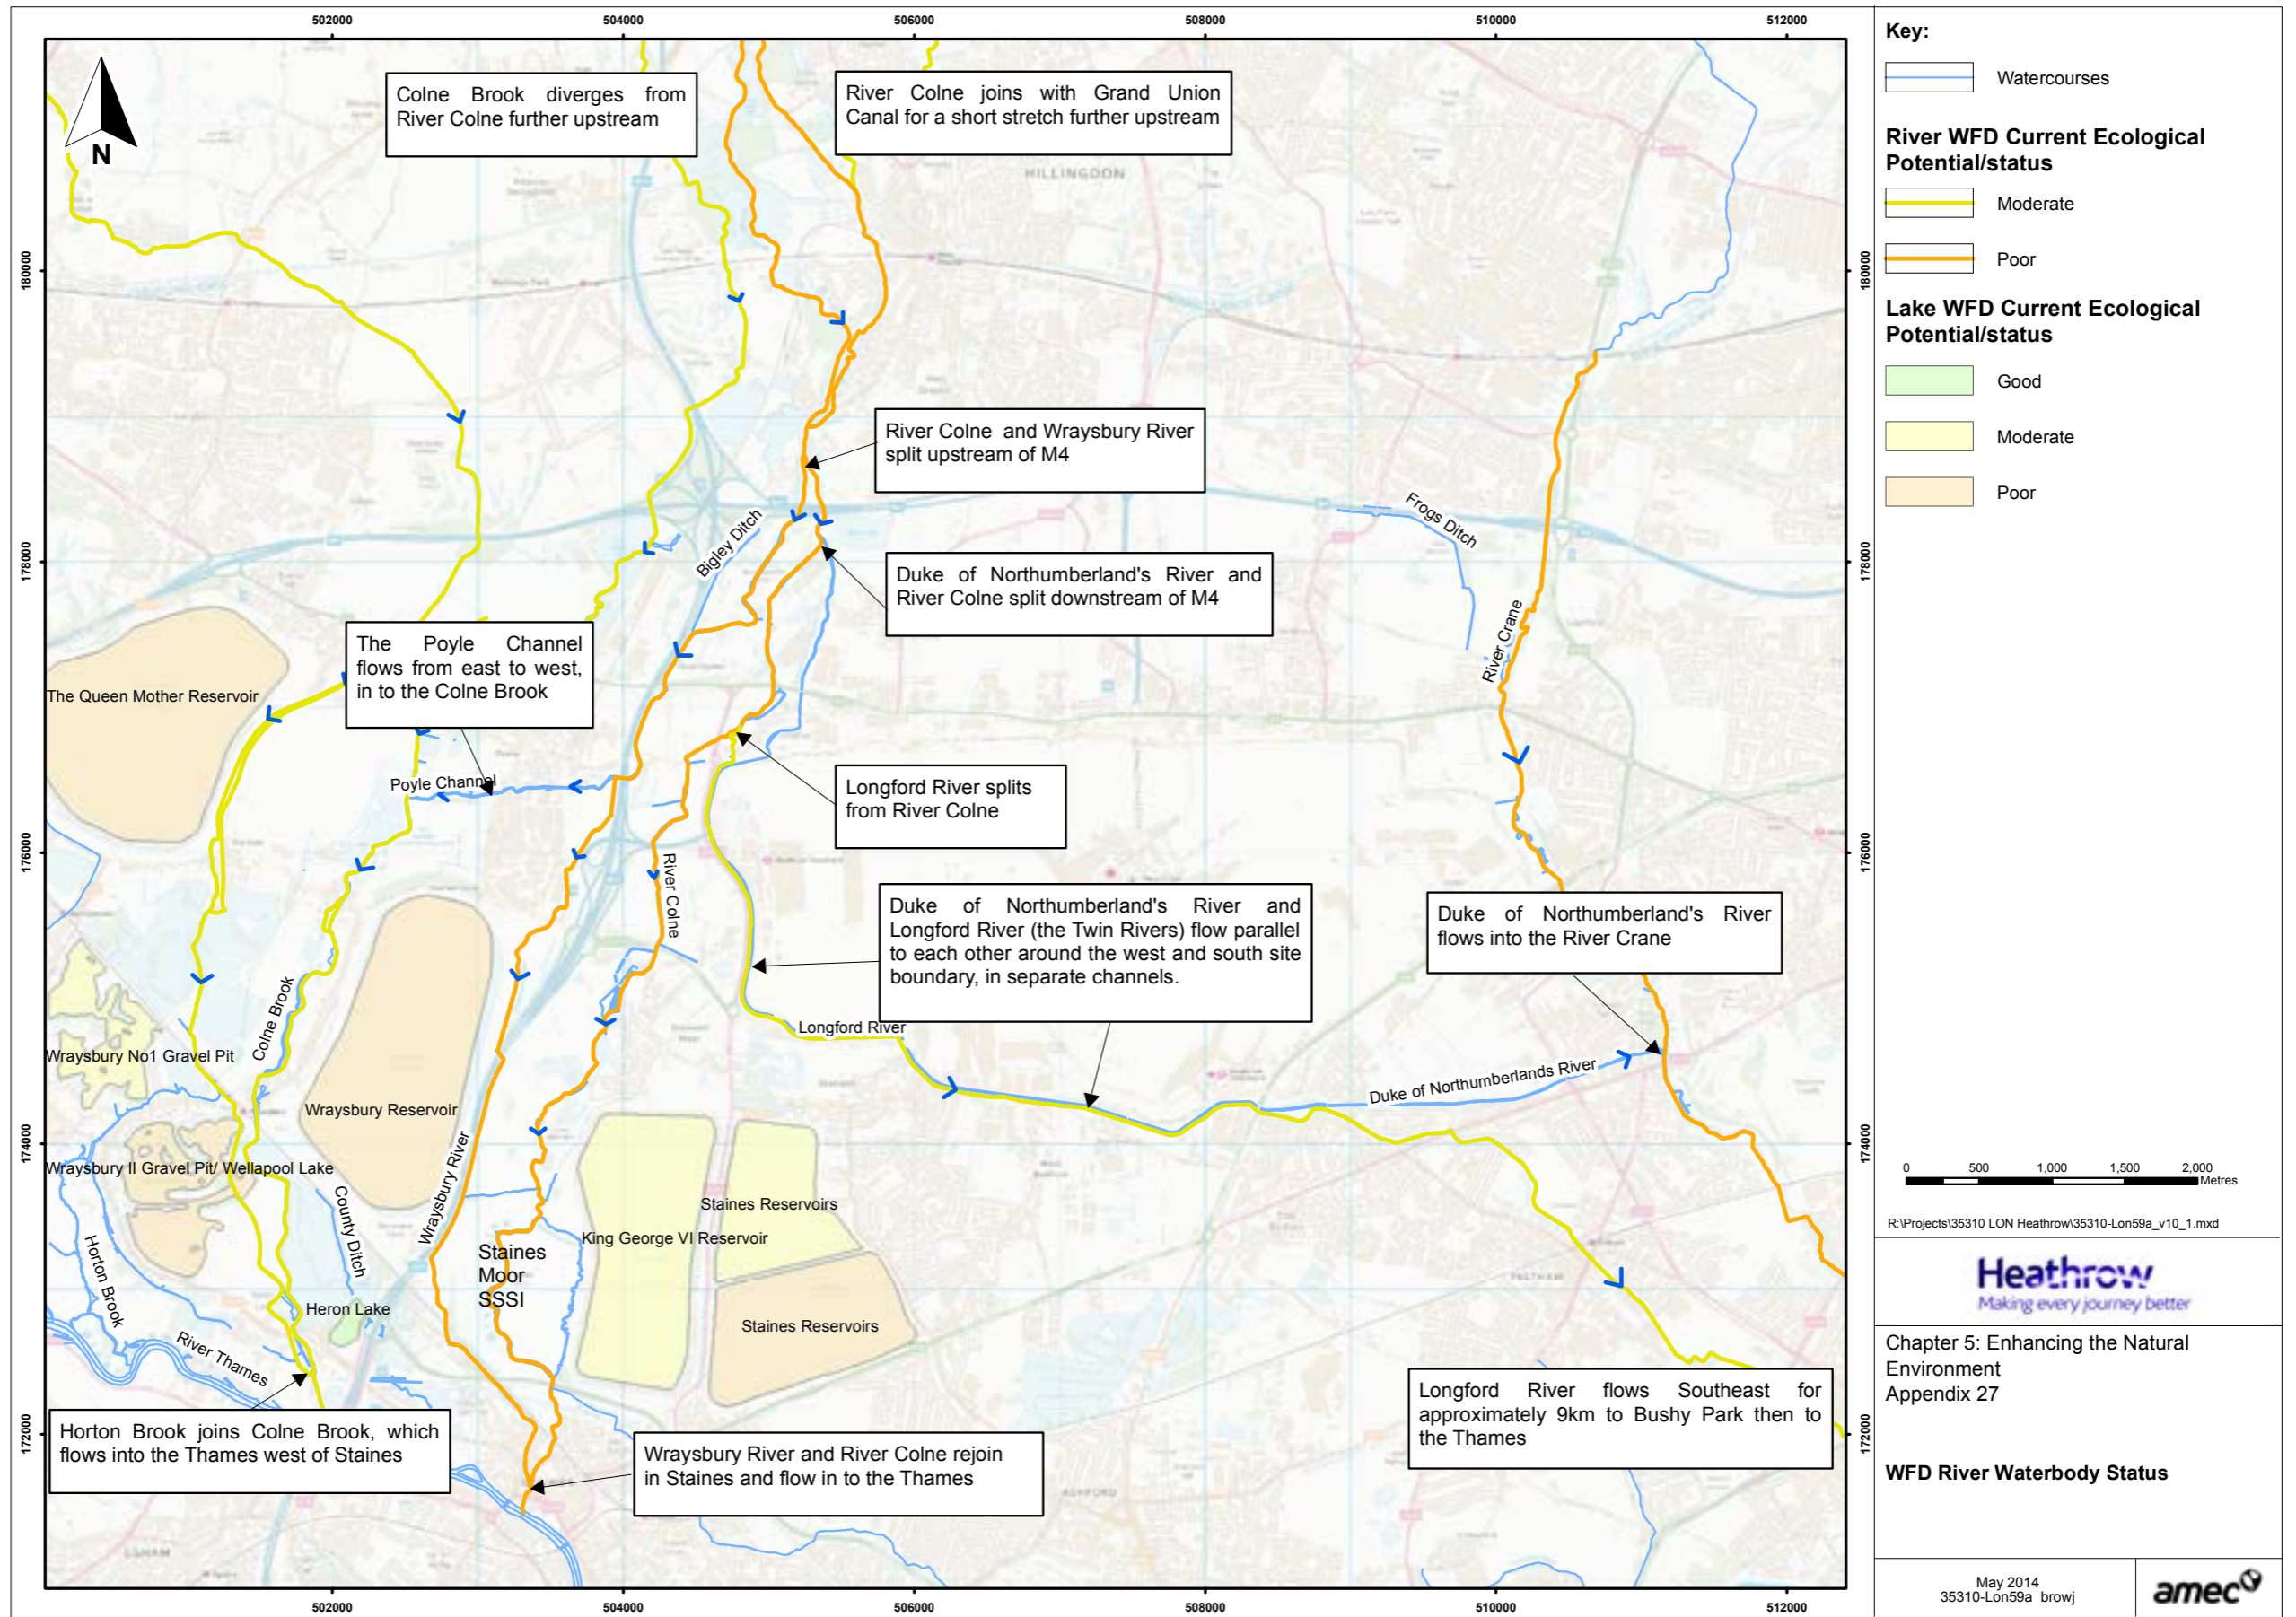 502000 504000 506000 508000 510000 512000
Colne Brook diverges from
River Colne further upstream
River Colne joins with Grand Union
Canal for a short stretch further upstream
N
HILLINGDON
180000
180000
River Colne and Wraysbury River
split upstream of M4
Frogs Ditch
Bigley Ditch
178000
178000
Duke of Northumberland's River and
River Colne split downstream of M4
River Crane
The Poyle Channel
flows from east to west,
in to the Colne Brook
The Queen Mother Reservoir
Poyle Channel
Longford River splits
from River Colne
176000
176000
River Colne
Duke of Northumberland's River and
Longford River (the Twin Rivers) flow parallel
to each other around the west and south site
boundary, in separate channels.
Duke of Northumberland's River
flows into the River Crane
Colne Brook
Longford River
Wraysbury No1 Gravel Pit
Duke of Northumberlands River
Wraysbury Reservoir
174000
174000
Wraysbury II Gravel Pit/ Wellapool Lake
Wraysbury River
County Ditch
Staines Reservoirs
King George VI Reservoir
Staines
Moor
SSSI
Horton Brook
FELTHAM
Heron Lake
Staines Reservoirs
River Thames
Longford River flows Southeast for
approximately 9km to Bushy Park then to
the Thames
172000
172000
Horton Brook joins Colne Brook, which
flows into the Thames west of Staines
Wraysbury River and River Colne rejoin
in Staines and flow in to the Thames
ASHFORD
EGHAM
502000 504000 506000 508000 510000 512000
Key:
Watercourses
River WFD Current Ecological
Potential/status
Moderate
Poor
Lake WFD Current Ecological
Potential/status
Good
Moderate
Poor
0 500 1,000 1,500 2,000
Metres
R:\Projects\35310 LON Heathrow\35310-Lon59a_v10_1.mxd
Heathrow
Making every journey better
Chapter 5: Enhancing the Natural
Environment
Appendix 27
WFD River Waterbody Status
May 2014
35310-Lon59a browj
amec